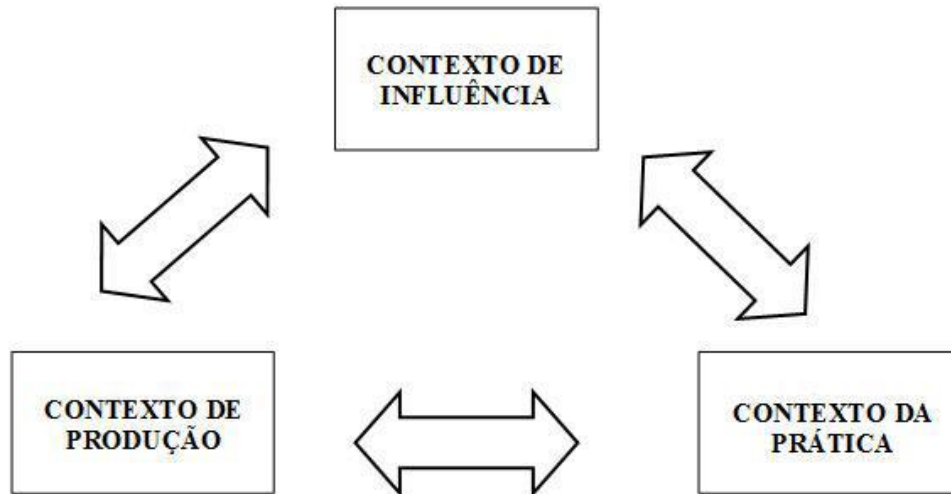 CONTEXTO DE
INFLUÊNCIA
CONTEXTO DE
PRODUÇÃO
CONTEXTO DA
PRÁTICA